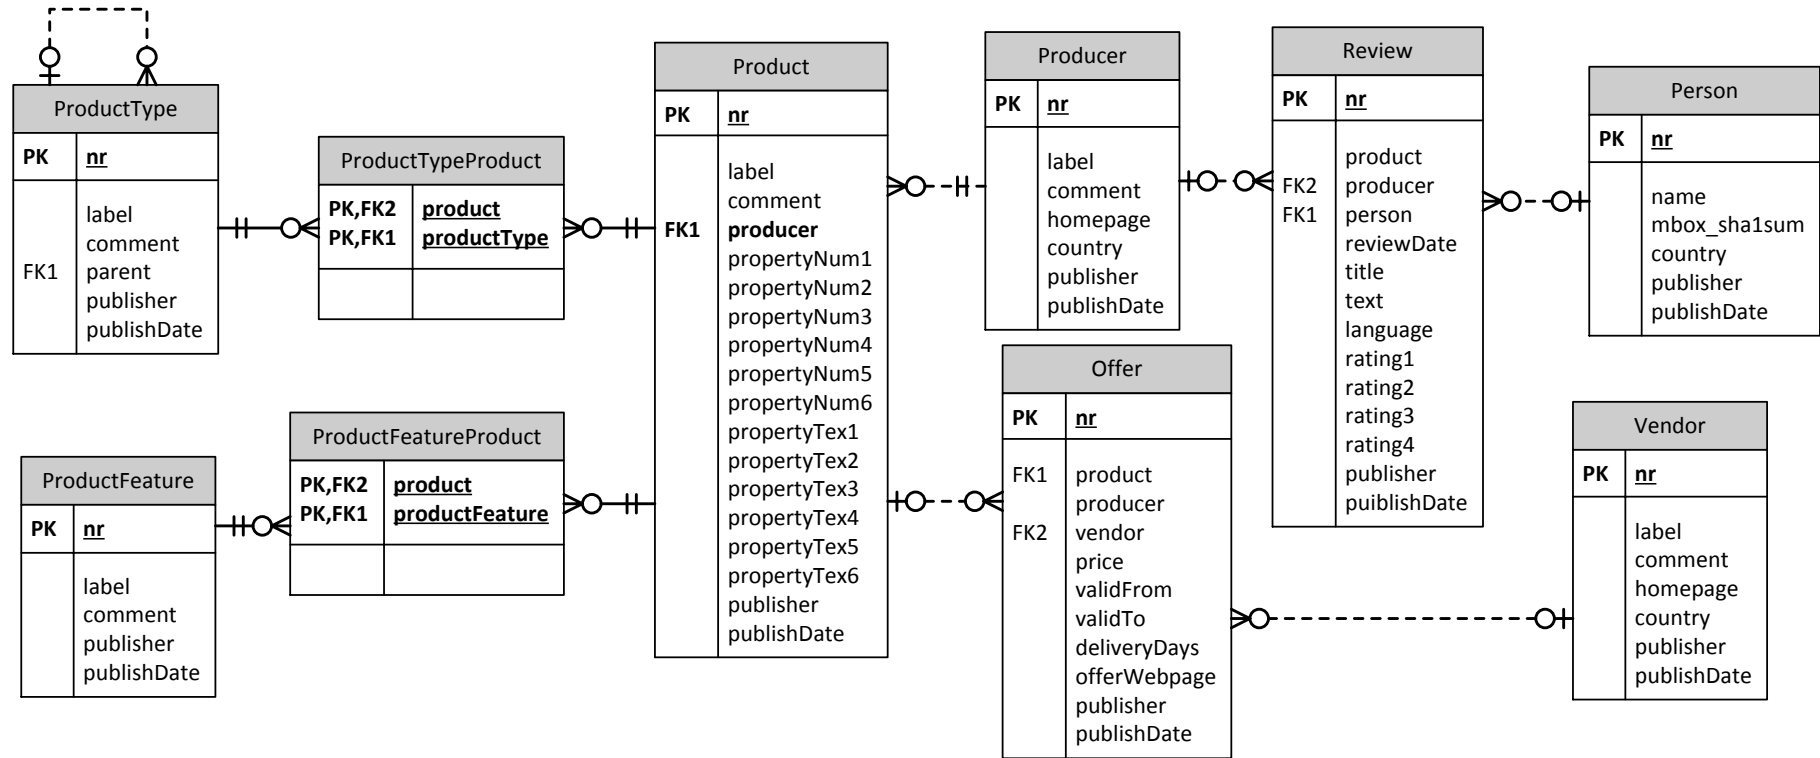 ProductType
PK nr
label
comment
FK1 parent
publisher
publishDate
ProductTypeProduct
PK,FK2 product
PK,FK1 productType
ProductFeature
PK nr
label
comment
publisher
publishDate
ProductFeatureProduct
PK,FK2 product
PK,FK1 productFeature
Product
PK nr
label
comment
FK1 producer
propertyNum1
propertyNum2
propertyNum3
propertyNum4
propertyNum5
propertyNum6
propertyTex1
propertyTex2
propertyTex3
propertyTex4
propertyTex5
propertyTex6
publisher
publishDate
Producer
PK nr
label
comment
homepage
country
publisher
publishDate
Offer
PK nr
FK1 product
producer
FK2 vendor
price
validFrom
validTo
deliveryDays
offerWebpage
publisher
publishDate
Review
PK nr
product
FK2 producer
FK1 person
reviewDate
title
text
language
rating1
rating2
rating3
rating4
publisher
puiblishDate
Person
PK nr
name
mbox_sha1sum
country
publisher
publishDate
Vendor
PK nr
label
comment
homepage
country
publisher
publishDate